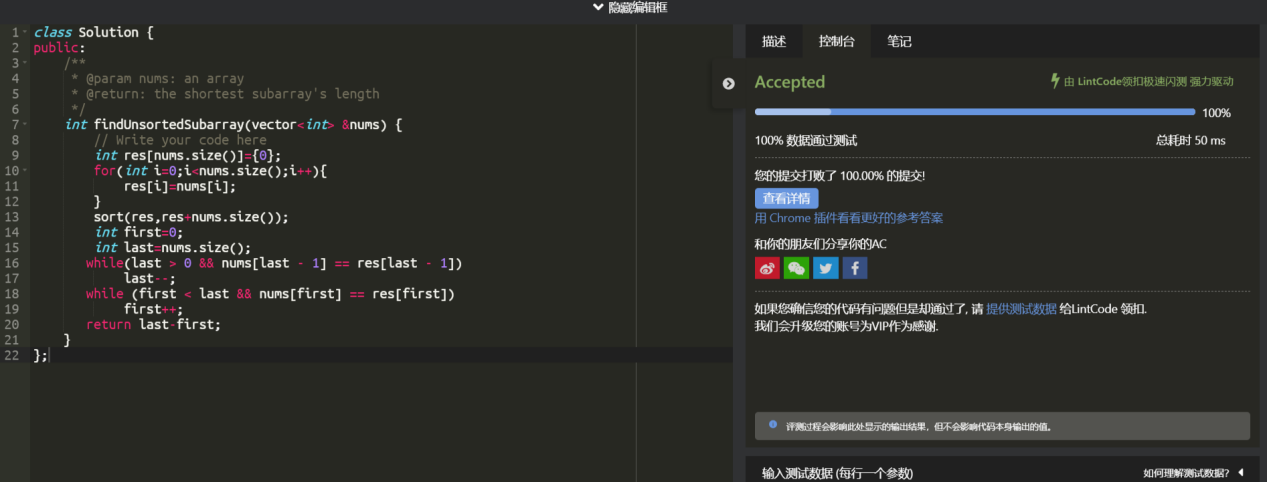 隐藏编辑框
1 class Solution {
2 public:
3 /**
4 * @param nums: an array
5 * @return: the shortest subarray's length
6 */
7 int findUnsortedSubarray(vector<int> &nums) {
8 // Write your code here
9 int res[nums.size()]={0};
10 for(int i=0;i<nums.size();i++){
11 res[i]=nums[i];
12 }
13 sort(res,res+nums.size());
14 int first=0;
15 int last=nums.size();
16 while(last > 0 && nums[last - 1] == res[last - 1])
17 last--;
18 while (first < last && nums[first] == res[first])
19 first++;
20 return last-first;
21 }
22 };
描述 控制台 笔记
Accepted
由 LintCode领扣极速闪测 强力驱动
100%
100% 数据通过测试
总耗时 50 ms
您的提交打败了 100.00% 的提交!
查看详情
用 Chrome 插件看看更好的参考答案
和你的朋友们分享你的AC
如果您确信您的代码有问题但是却通过了, 请 提供测试数据 给LintCode 领扣.
我们会升级您的账号为VIP作为感谢.
评测过程会影响此处显示的输出结果，但不会影响代码本身输出的值。
输入测试数据 (每行一个参数)
如何理解测试数据?